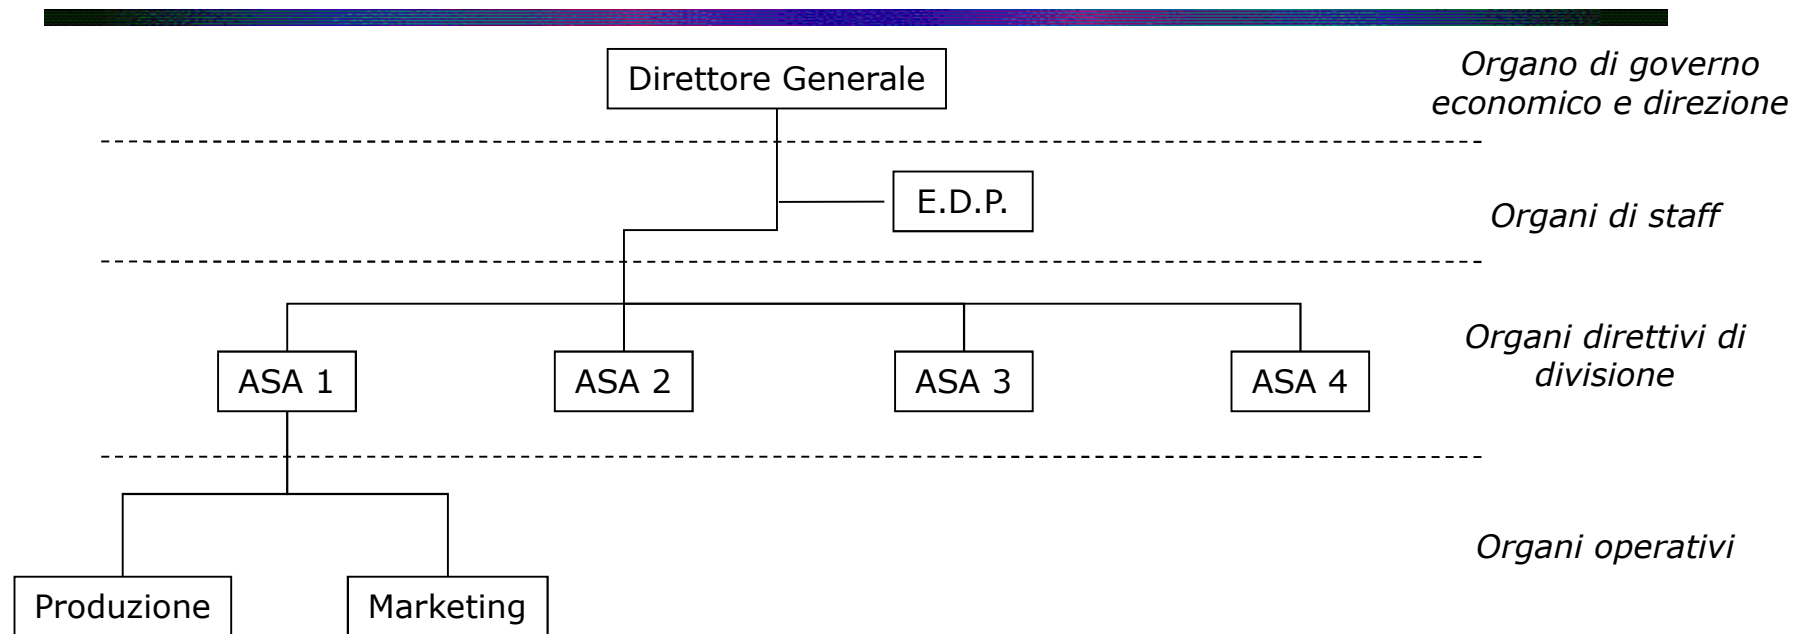 Direttore Generale
Organo di governo
economico e direzione
E.D.P.
Organi di staff
ASA 1
ASA 2
ASA 3
ASA 4
Organi direttivi di
divisione
Organi operativi
Produzione
Marketing